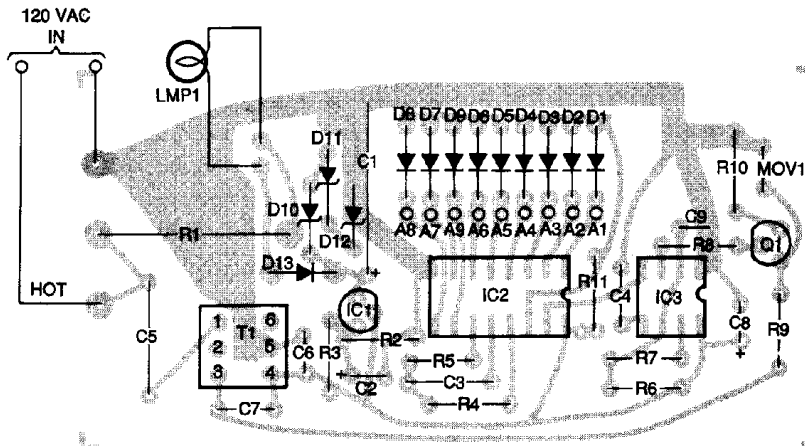 120 VAC
IN
LMP1
D11
C1
D8 D7 D9 D6 D5 D4 D3 D2 D1
R10
MOV1
D10
A8 A7 A9 A6 A5 A4 A3 A2 A1
C9
R1
D12
R8
Q1
D13
+
HOT
IC2
R11
C4
IC3
IC1
C5
1 6
T1
2 5
3 4
C6
R3
R2
C8
+
R9
R5
R7
+
C2
C3
R6
C7
R4